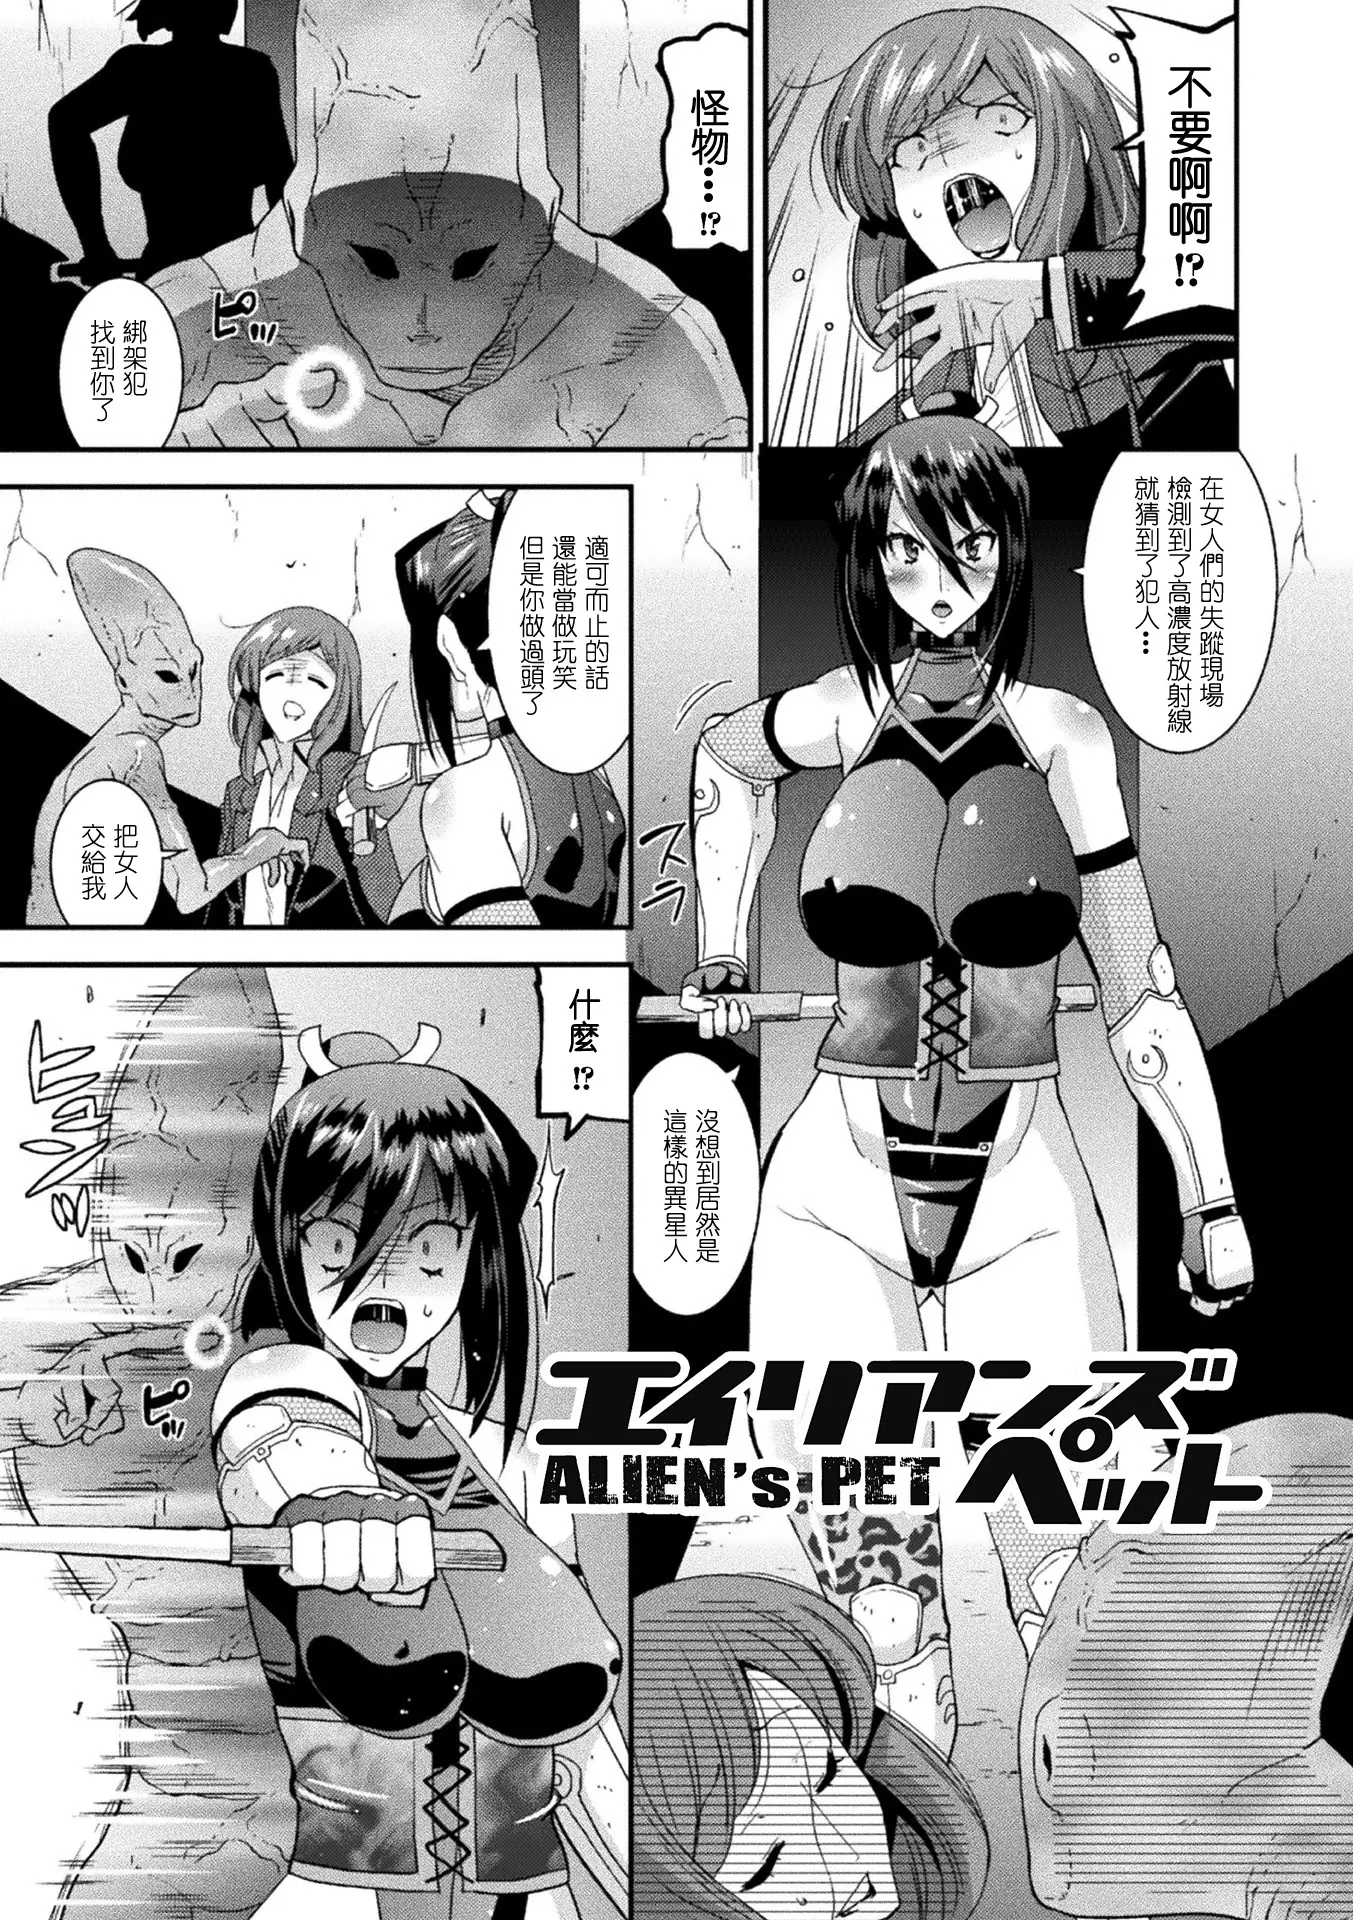 不要啊啊!?
怪物…!?
ピッ
綁架犯
找到你了
在女人們的失蹤現場
檢測到了高濃度放射線
就猜到了犯人…
スラ
沒想到居然是
這樣的異星人
適可而止的話
還能當做玩笑
但是你做過頭了
把女人
交給我
什麼!?
ピッ
エイリアンズ
ペット
ALIEN's PET